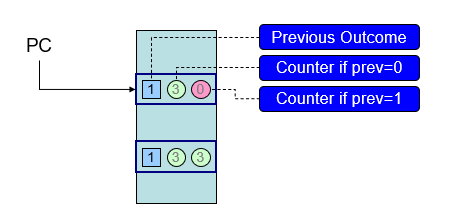 Previous Outcome
PC
Counter if prev=0
1 3 0
Counter if prev=1
1 3 3